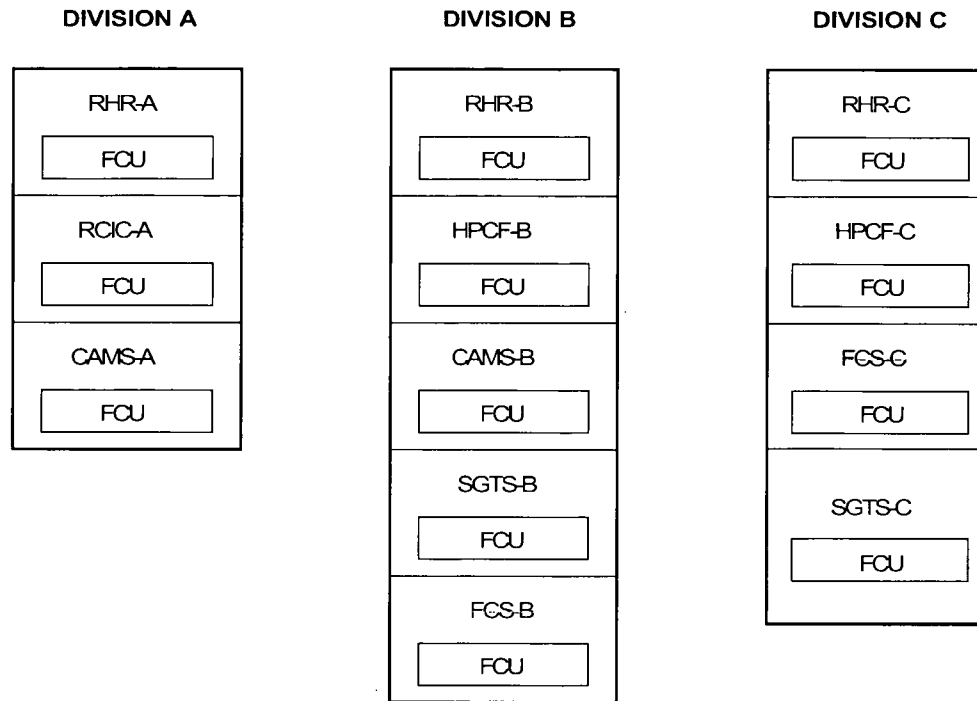 DIVISION A
RHR-A
FCU
RCIC-A
FCU
CAMS-A
FCU
DIVISION B
RHR-B
FCU
HPCF-B
FCU
CAMS-B
FCU
SGTS-B
FCU
FCS-B
FCU
DIVISION C
RHR-C
FCU
HPCF-C
FCU
FCS-C
FCU
SGTS-C
FCU